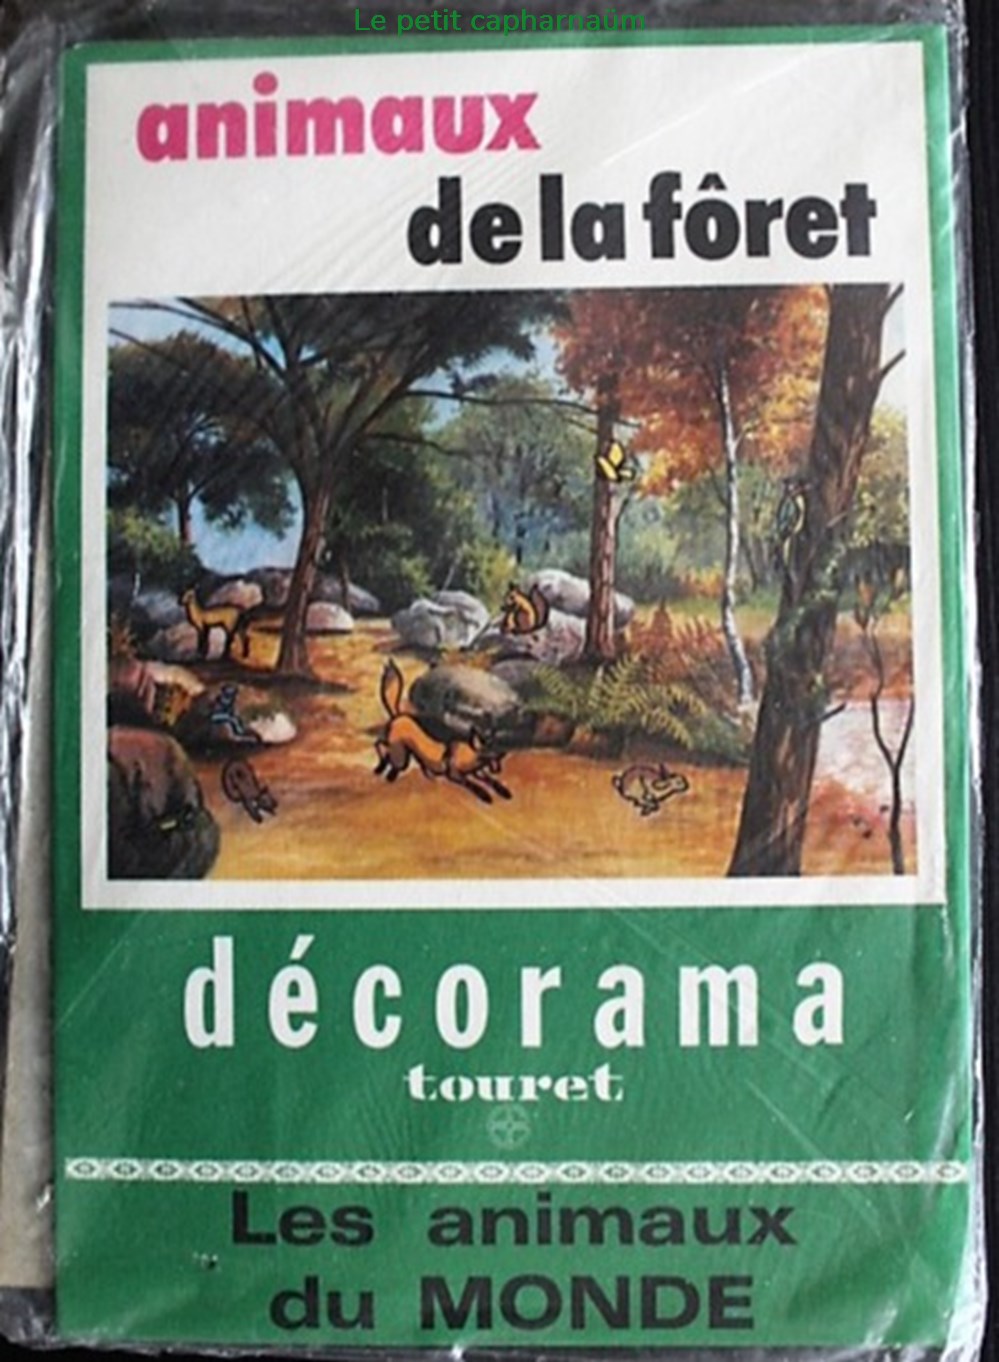 Le petit capharnaüm
animaux
de la fôret
décorama
touret
Les animaux
du MONDE